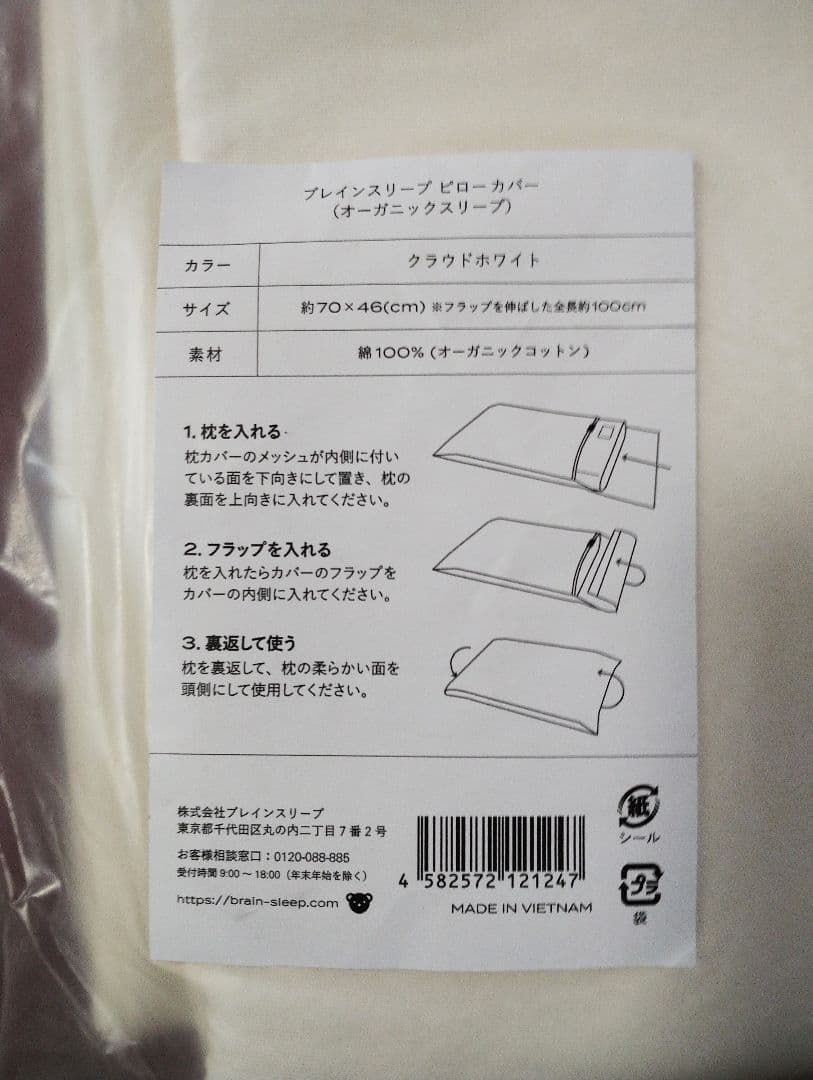 ブレインスリープ ピローカバー
（オーガニックスリープ）
カラー クラウドホワイト
サイズ 約70×46(cm) ※フラップを伸ばした全長約100cm
素材 綿100% (オーガニックコットン)
1. 枕を入れる
枕カバーのメッシュが内側に付い
ている面を下向きにして置き、枕の
裏面を上向きに入れてください。
2. フラップを入れる
枕を入れたらカバーのフラップを
カバーの内側に入れてください。
3. 裏返して使う
枕を裏返して、枕の柔らかい面を
頭側にして使用してください。
株式会社ブレインスリープ
東京都千代田区丸の内二丁目7番2号
お客様相談窓口：0120-088-885
受付時間 9:00～18:00（年末年始を除く）
https://brain-sleep.com
4 582572 121247
MADE IN VIETNAM
紙
シール
プラ
袋